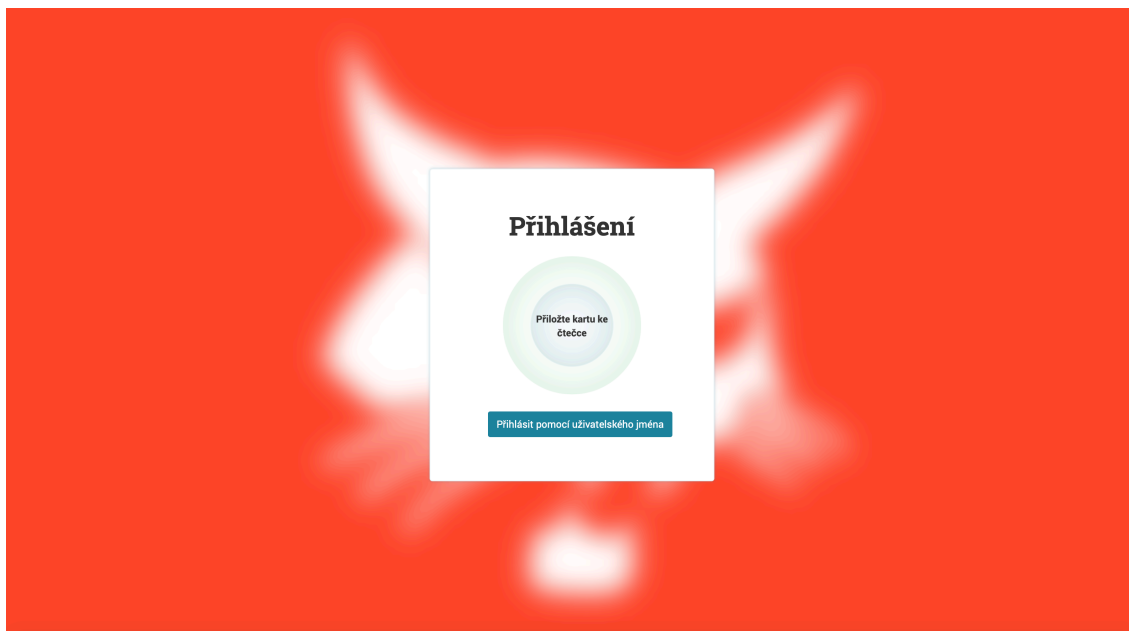 Přihlášení
Přiložte kartu ke
čtečce
Přihlásit pomocí uživatelského jména